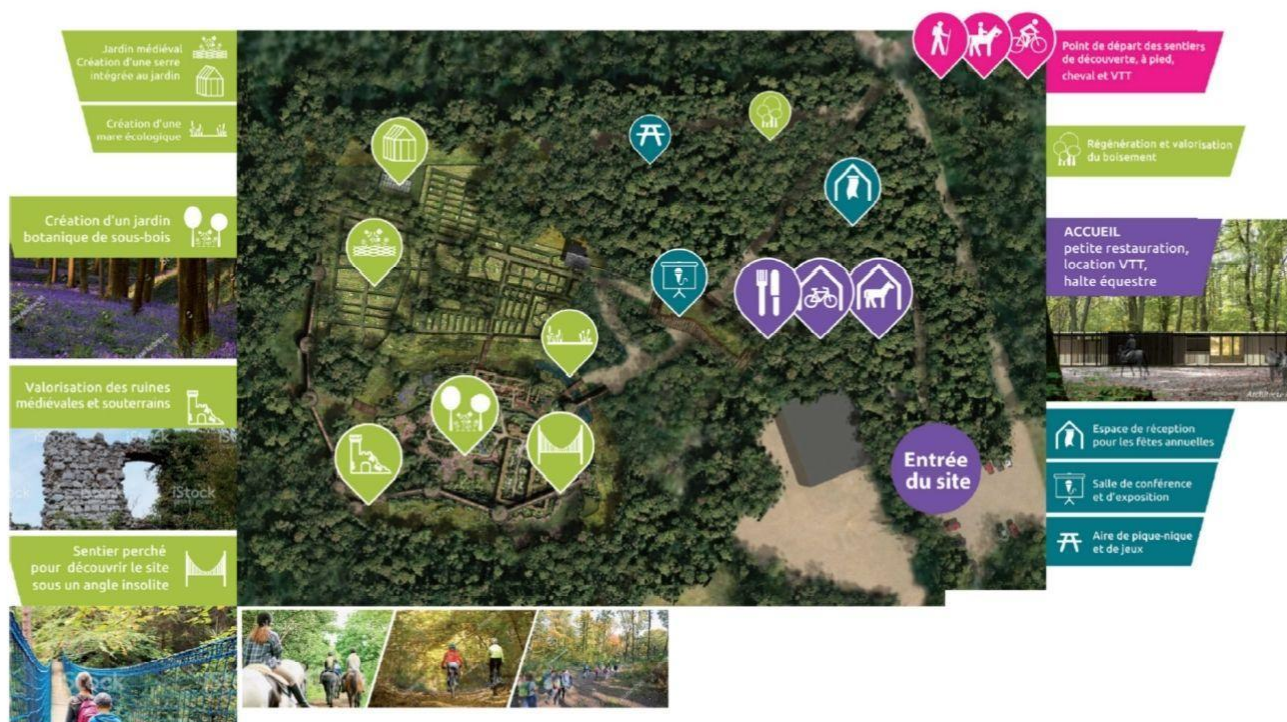 Jardin médiéval
Création d'une serre
intégrée au jardin
Création d'une
mare écologique
Création d'un jardin
botanique de sous-bois
Valorisation des ruines
médiévales et souterrains
iStock
iStock
iStock
Sentier perché
pour découvrir le site
sous un angle insolite
Entrée
du site
Point de départ des sentiers
de découverte, à pied,
cheval et VTT
Régénération et valorisation
du boisement
ACCUEIL
petite restauration,
location VTT,
halte équestre
Espace de réception
pour les fêtes annuelles
Salle de conférence
et d'exposition
Aire de pique-nique
et de jeux